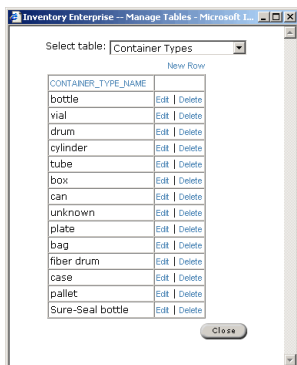 Inventory Enterprise -- Manage Tables - Microsoft I...
Select table: Container Types
New Row
CONTAINER_TYPE_NAME
bottle Edit | Delete
vial Edit | Delete
drum Edit | Delete
cylinder Edit | Delete
tube Edit | Delete
box Edit | Delete
can Edit | Delete
unknown Edit | Delete
plate Edit | Delete
bag Edit | Delete
fiber drum Edit | Delete
case Edit | Delete
pallet Edit | Delete
Sure-Seal bottle Edit | Delete
Close